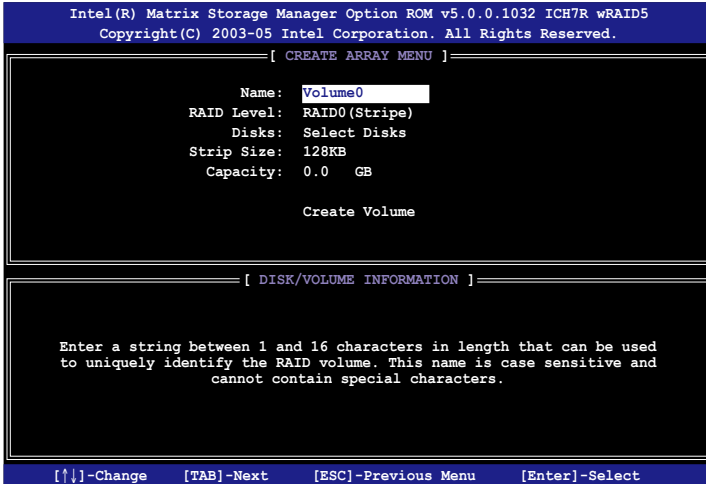 Intel(R) Matrix Storage Manager Option ROM v5.0.0.1032 ICH7R wRAID5
Copyright(C) 2003-05 Intel Corporation. All Rights Reserved.
[ CREATE ARRAY MENU ]
Name: Volume0
RAID Level: RAID0(Stripe)
Disks: Select Disks
Strip Size: 128KB
Capacity: 0.0 GB
Create Volume
[ DISK/VOLUME INFORMATION ]
Enter a string between 1 and 16 characters in length that can be used
to uniquely identify the RAID volume. This name is case sensitive and
cannot contain special characters.
[↑↓]-Change [TAB]-Next [ESC]-Previous Menu [Enter]-Select